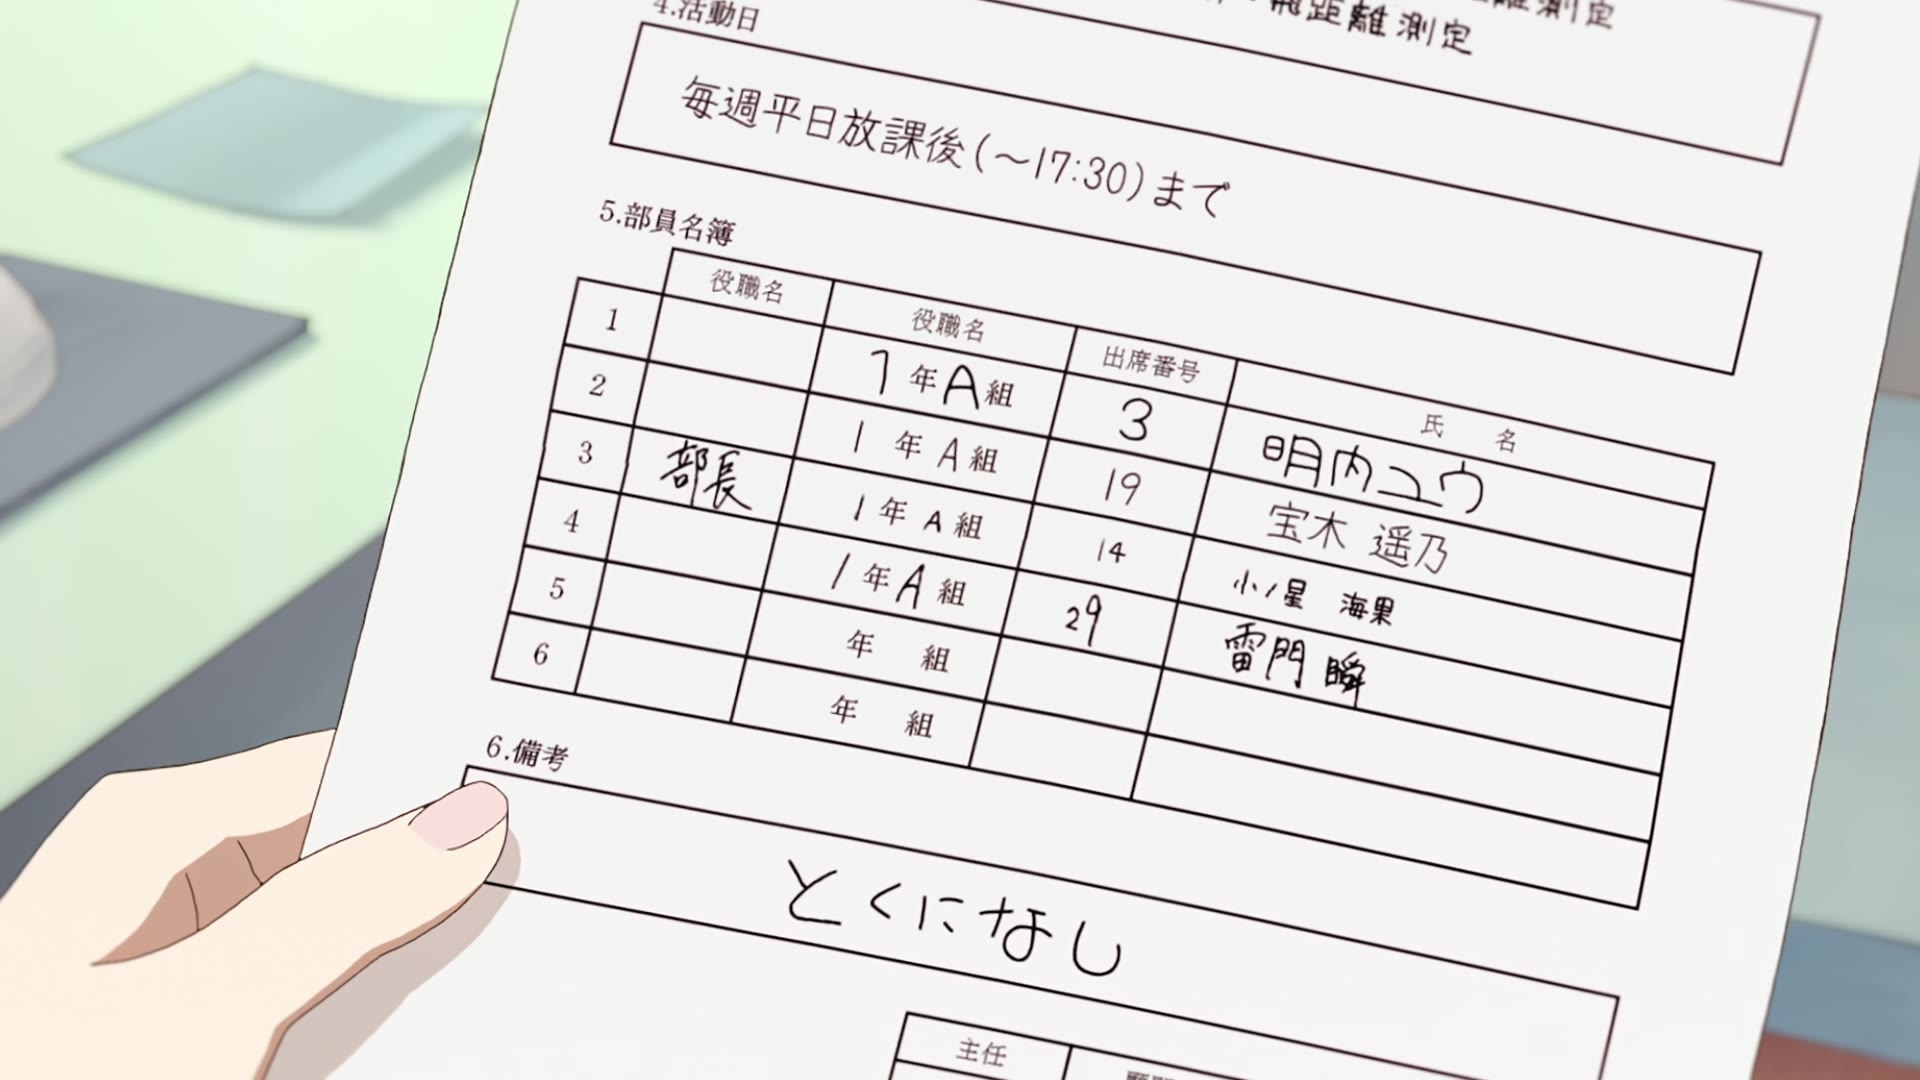 距離測定
飛距離測定
4.活動日
毎週平日放課後(〜17:30)まで
5.部員名簿
役職名 役職名 出席番号 氏 名
1 1年A組 3 明内ユウ
2 1年A組 19 宝木 遥乃
3 部長 1年A組 14 小ノ星 海果
4 1年A組 29 雷門 瞬
5 年 組
6 年 組
6.備考
とくになし
主任